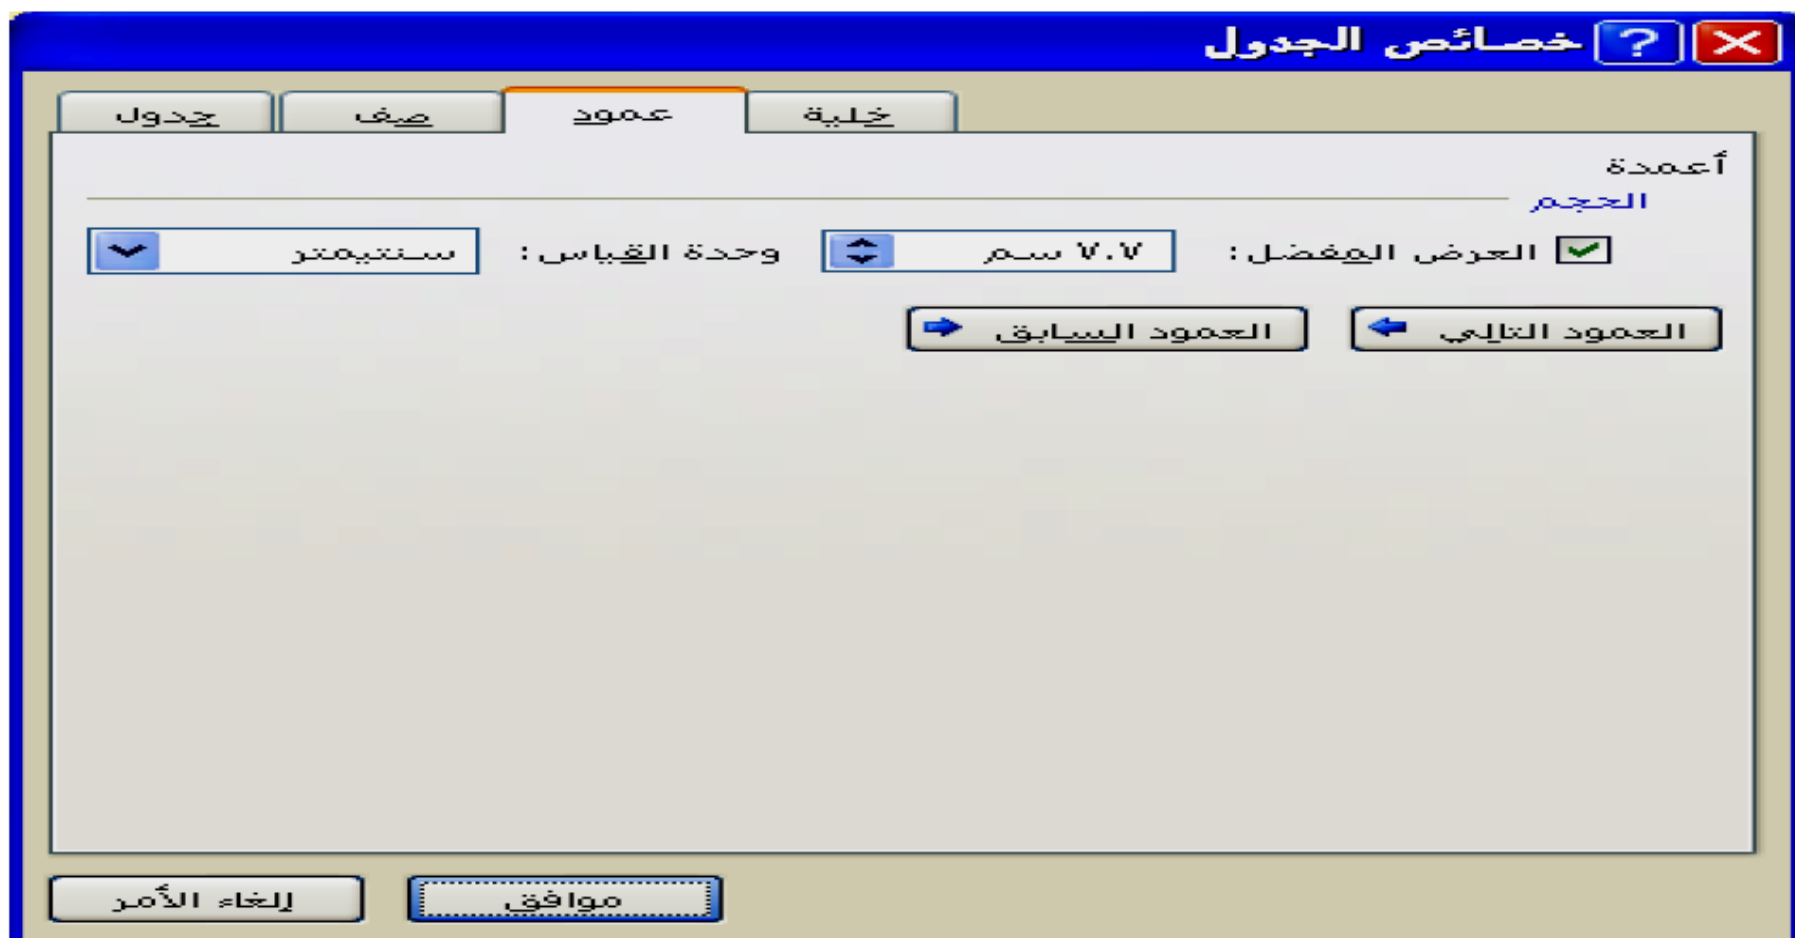 خصائص الجدول
جدول صف عمود خلية
أعمدة
الحجم
العرض المفضل: ٧.٧ سم وحدة القياس: سنتيمتر
العمود التالي العمود السابق
موافق إلغاء الأمر